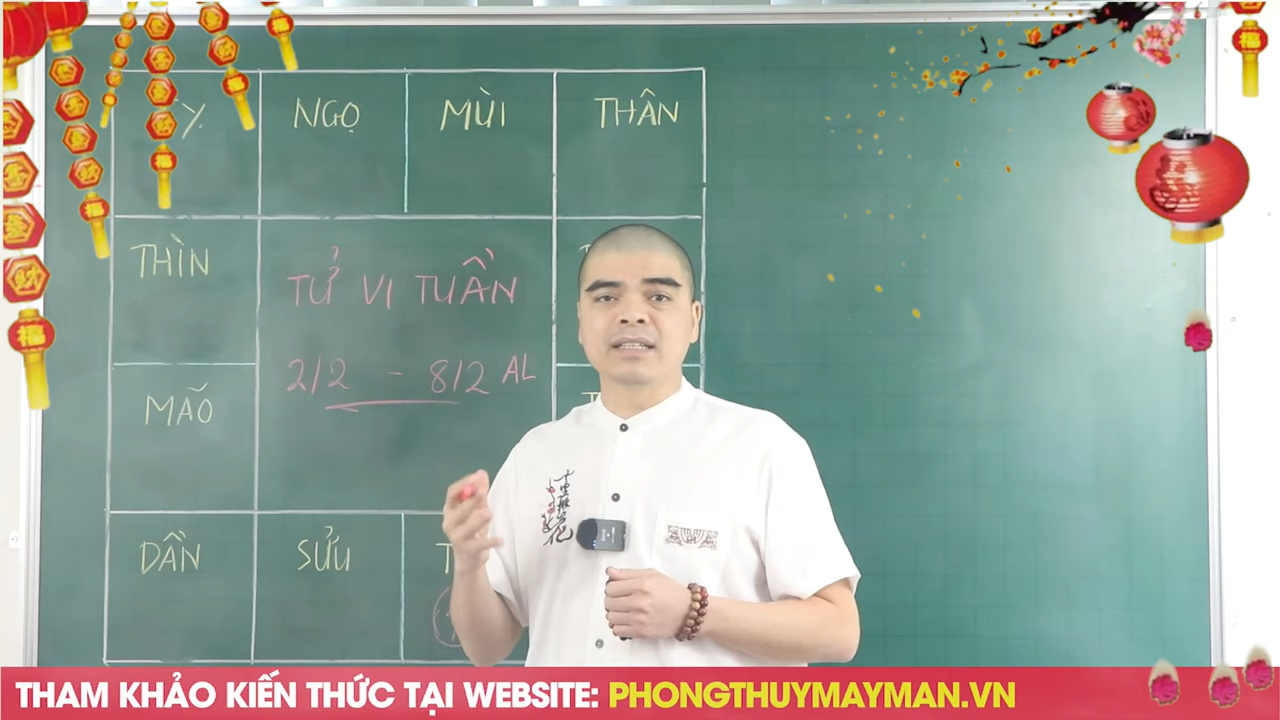 NGỌ
MÙI
THÂN
THÌN
TỬ VI TUẦN
2/2 - 8/2 AL
MÃO
DẦN
SỬU
THAM KHẢO KIẾN THỨC TẠI WEBSITE: PHONGTHUYMAYMAN.VN